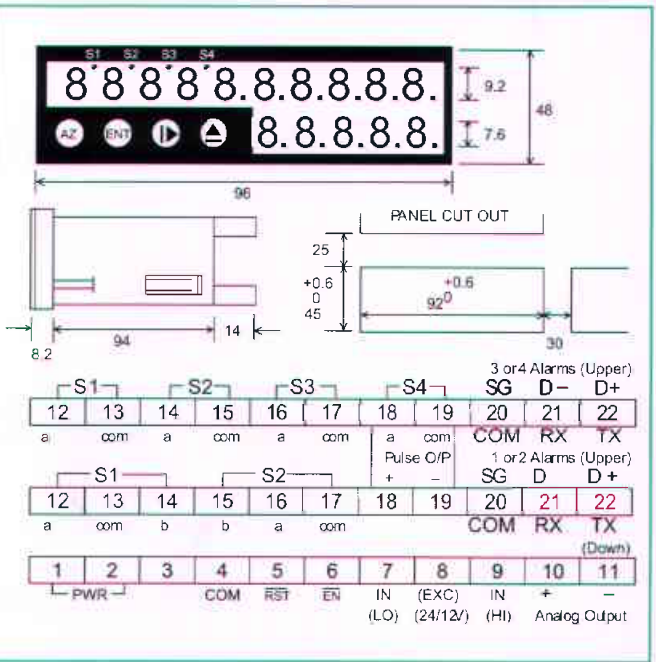 S1 S2 S3 S4
8 8 8 8 8.8.8.8.8.8.
9.2
48
AZ ENT
8.8.8.8.8.
7.6
96
PANEL CUT OUT
25
+0.6
0
45
+0.6
92 0
30
94
14
8.2
3 or 4 Alarms (Upper)
S1 S2 S3 S4 SG D- D+
12 13 14 15 16 17 18 19 20 21 22
a com a com a com a com COM RX TX
Pulse O/P
1 or 2 Alarms (Upper)
S1 S2 + - SG D D+
12 13 14 15 16 17 18 19 20 21 22
a com b b a com COM RX TX
(Down)
1 2 3 4 5 6 7 8 9 10 11
PWR COM RST EN IN (EXC) IN + -
(LO) (24/12V) (HI) Analog Output